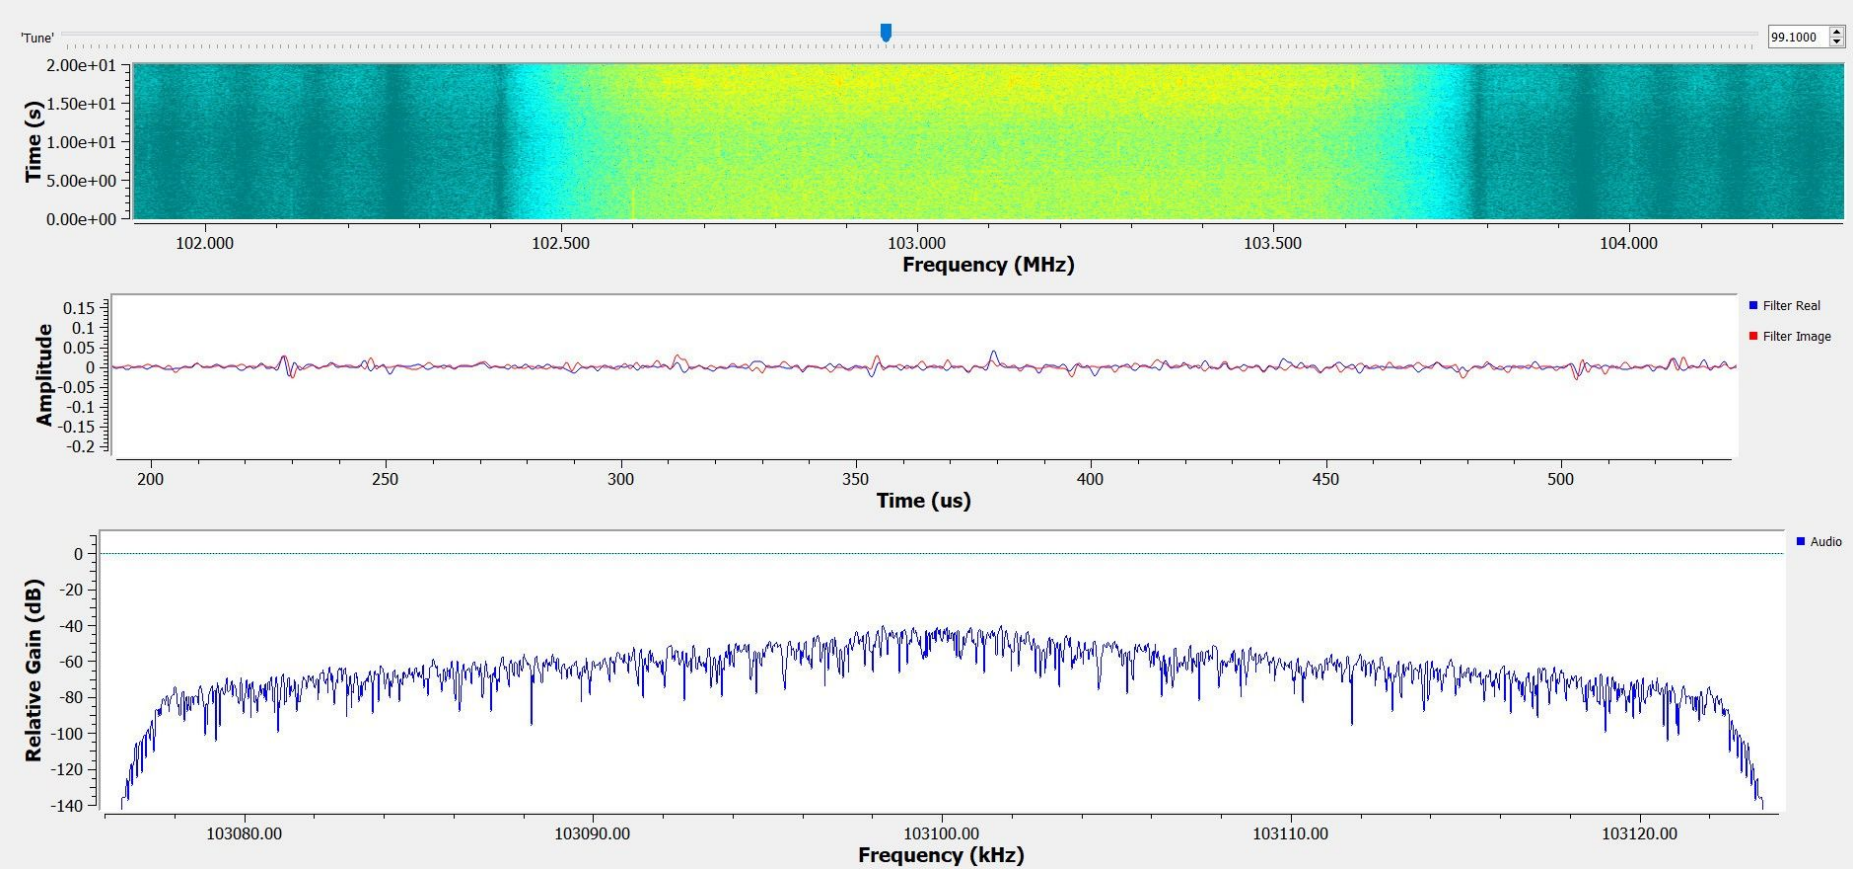 'Tune'
99.1000
2.00e+01
1.50e+01
1.00e+01
5.00e+00
0.00e+00
Time (s)
102.000 102.500 103.000 103.500 104.000
Frequency (MHz)
0.15
0.1
0.05
0
-0.05
-0.1
-0.15
-0.2
Amplitude
Filter Real
Filter Image
200 250 300 350 400 450 500
Time (us)
0
-20
-40
-60
-80
-100
-120
-140
Relative Gain (dB)
Audio
103080.00 103090.00 103100.00 103110.00 103120.00
Frequency (kHz)